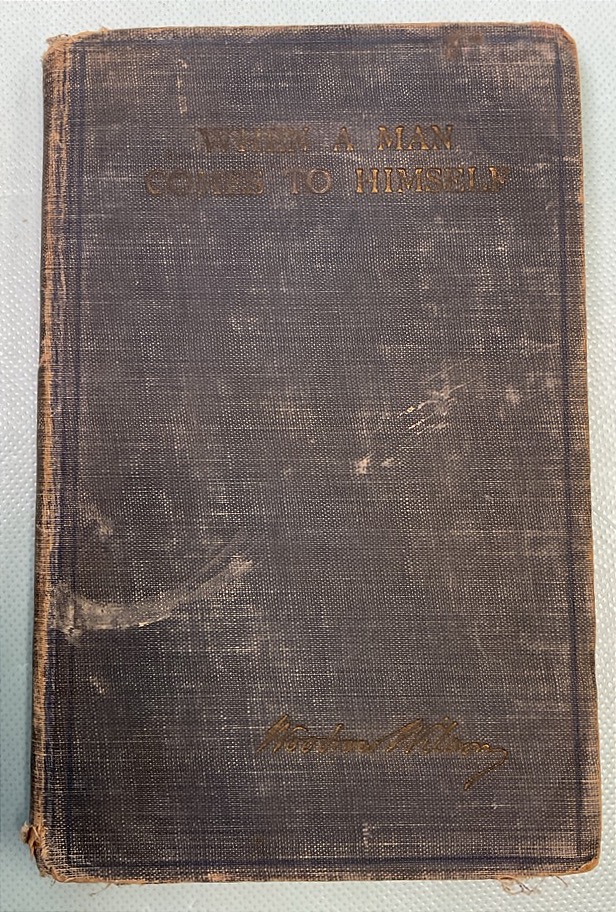 WHEN A MAN
COMES TO HIMSELF
Woodrow Wilson